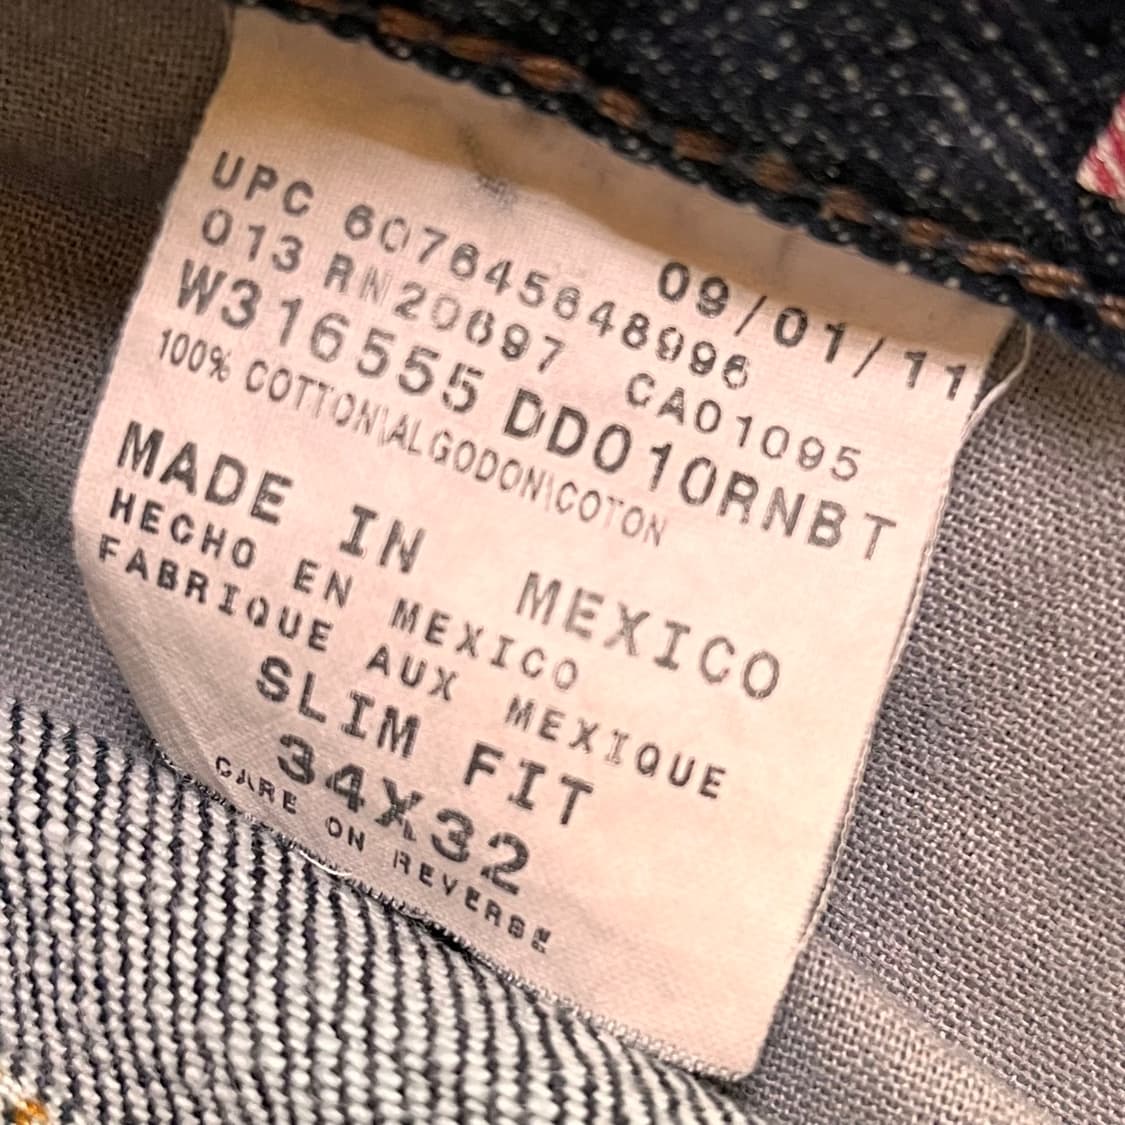 09/01/11
UPC 607645648996
013 RN20697 CA01095
W316555 DD010RNBT
100% COTTON\ALGODON\COTON
MADE IN MEXICO
HECHO EN MEXICO
FABRIQUE AUX MEXIQUE
SLIM FIT
34X32
CARE ON REVERSE